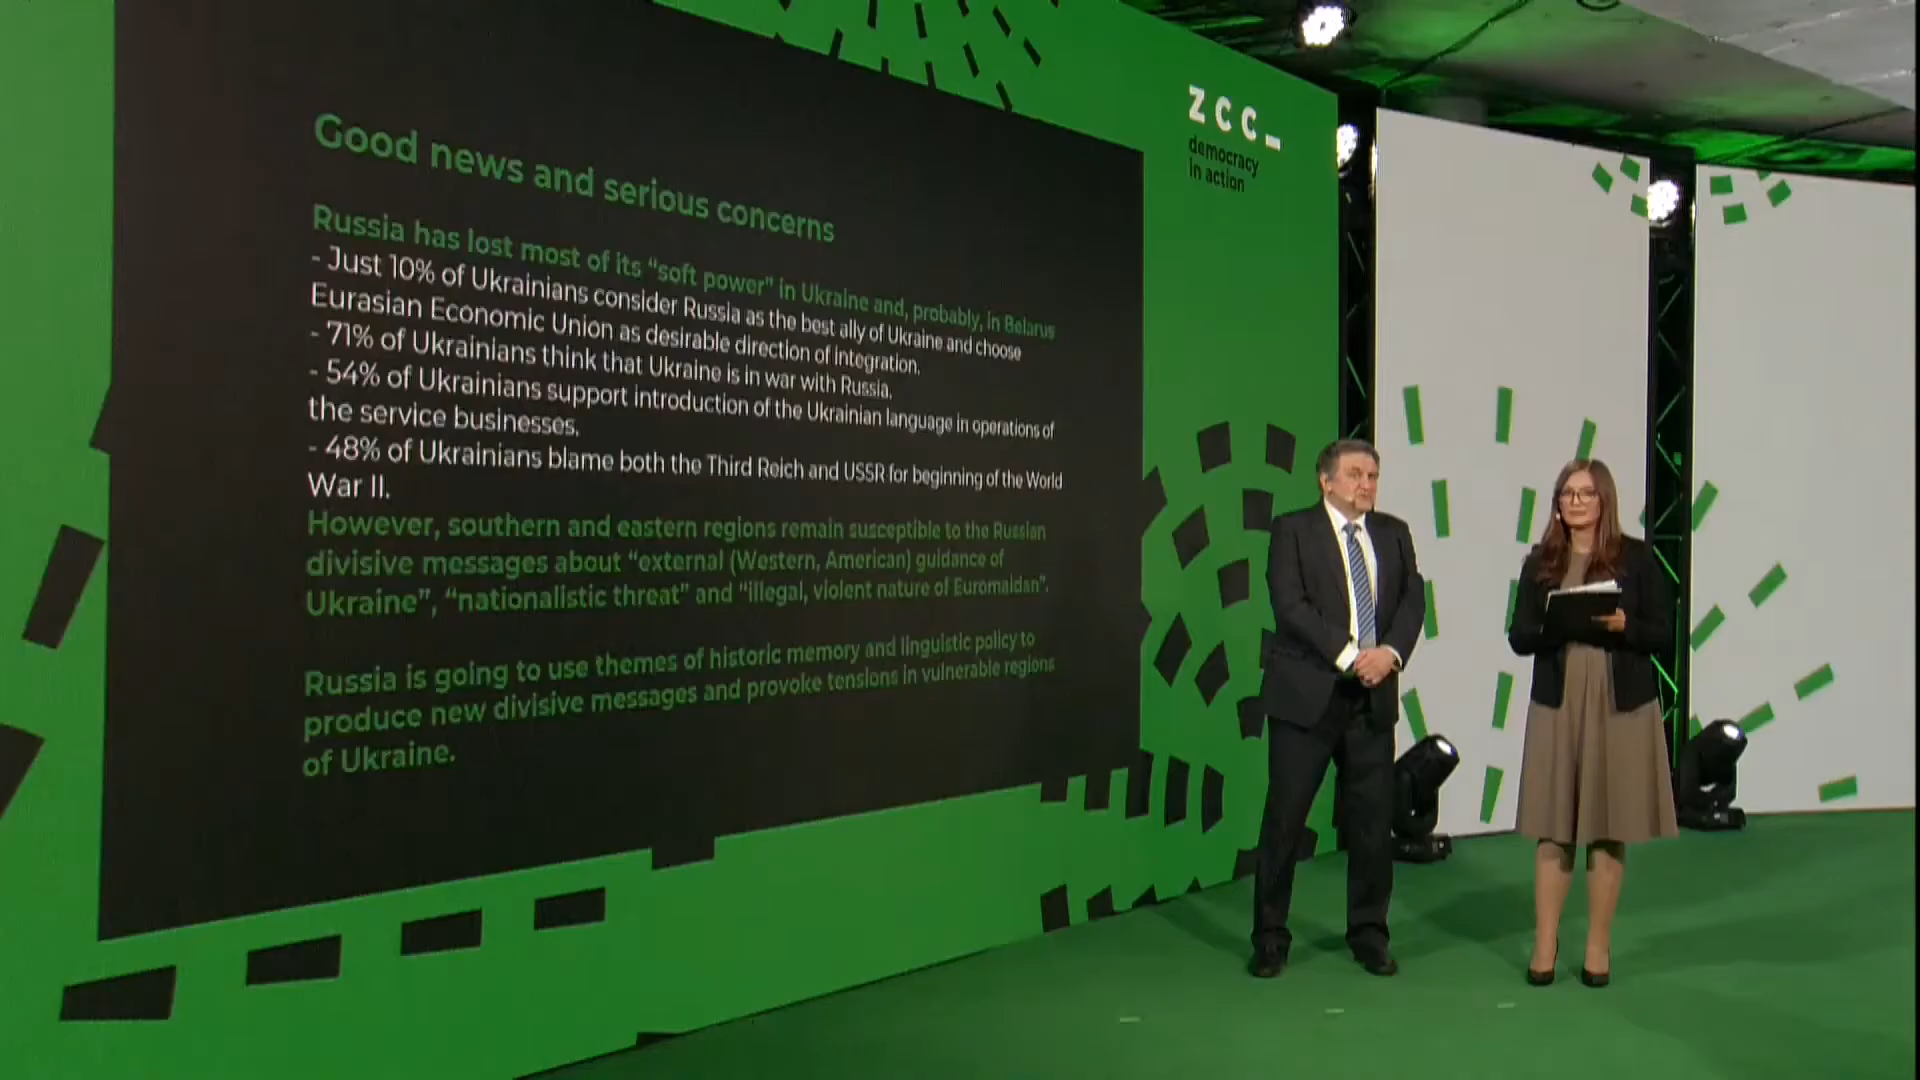 Good news and serious concerns
Russia has lost most of its “soft power” in Ukraine and, probably, in Belarus
- Just 10% of Ukrainians consider Russia as the best ally of Ukraine and choose
Eurasian Economic Union as desirable direction of integration.
- 71% of Ukrainians think that Ukraine is in war with Russia.
- 54% of Ukrainians support introduction of the Ukrainian language in operations of
the service businesses.
- 48% of Ukrainians blame both the Third Reich and USSR for beginning of the World
War II.
However, southern and eastern regions remain susceptible to the Russian
divisive messages about “external (Western, American) guidance of
Ukraine”, “nationalistic threat” and “illegal, violent nature of Euromaidan”.
Russia is going to use themes of historic memory and linguistic policy to
produce new divisive messages and provoke tensions in vulnerable regions
of Ukraine.
ZCC_
democracy
in action